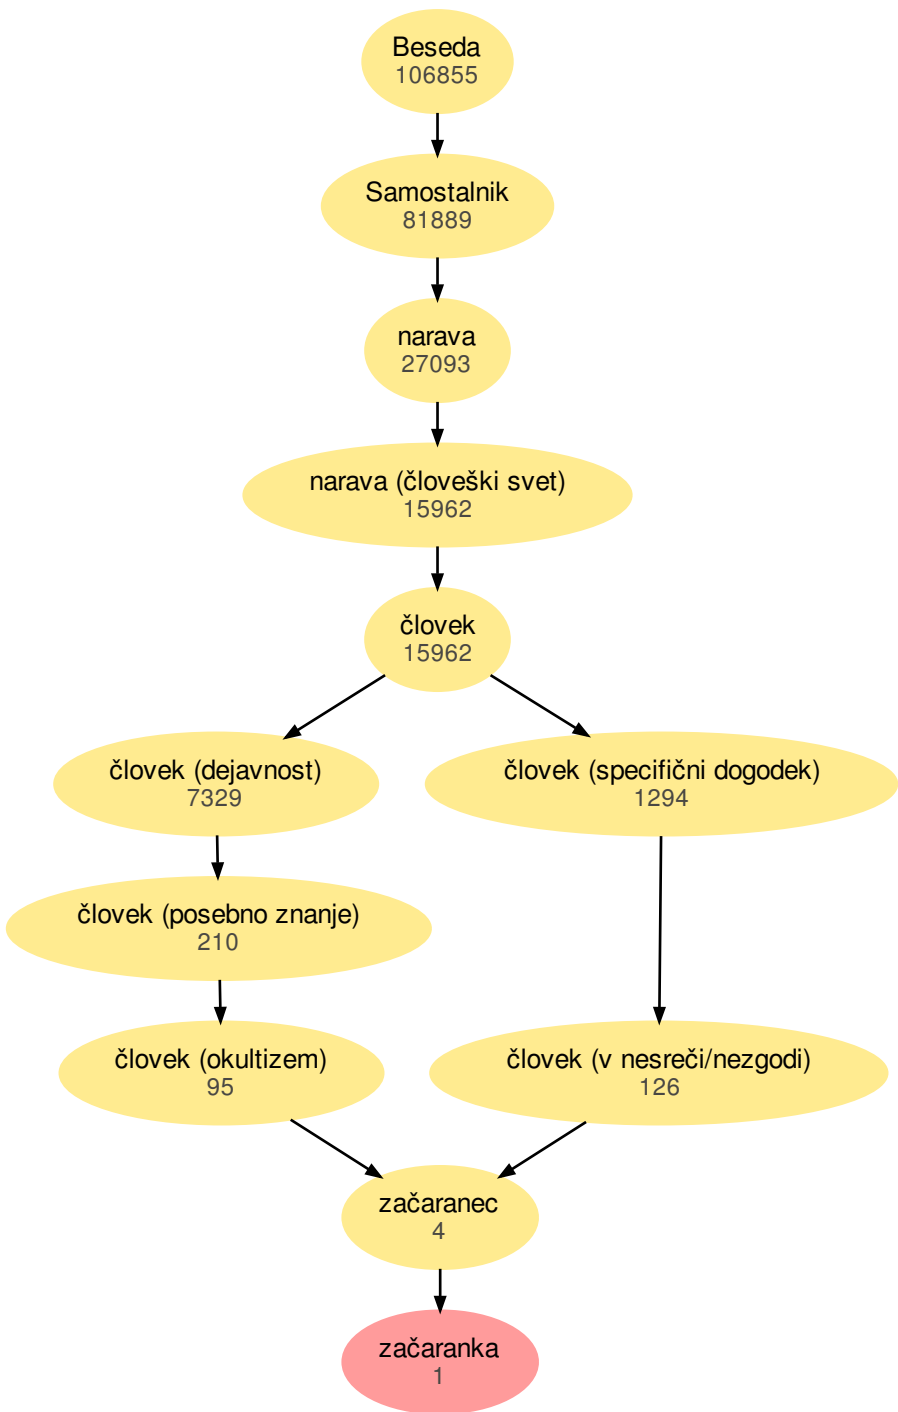 Beseda
106855
Samostalnik
81889
narava
27093
narava (človeški svet)
15962
človek
15962
človek (dejavnost)
7329
človek (specifični dogodek)
1294
človek (posebno znanje)
210
človek (okultizem)
95
človek (v nesreči/nezgodi)
126
začaranec
4
začaranka
1